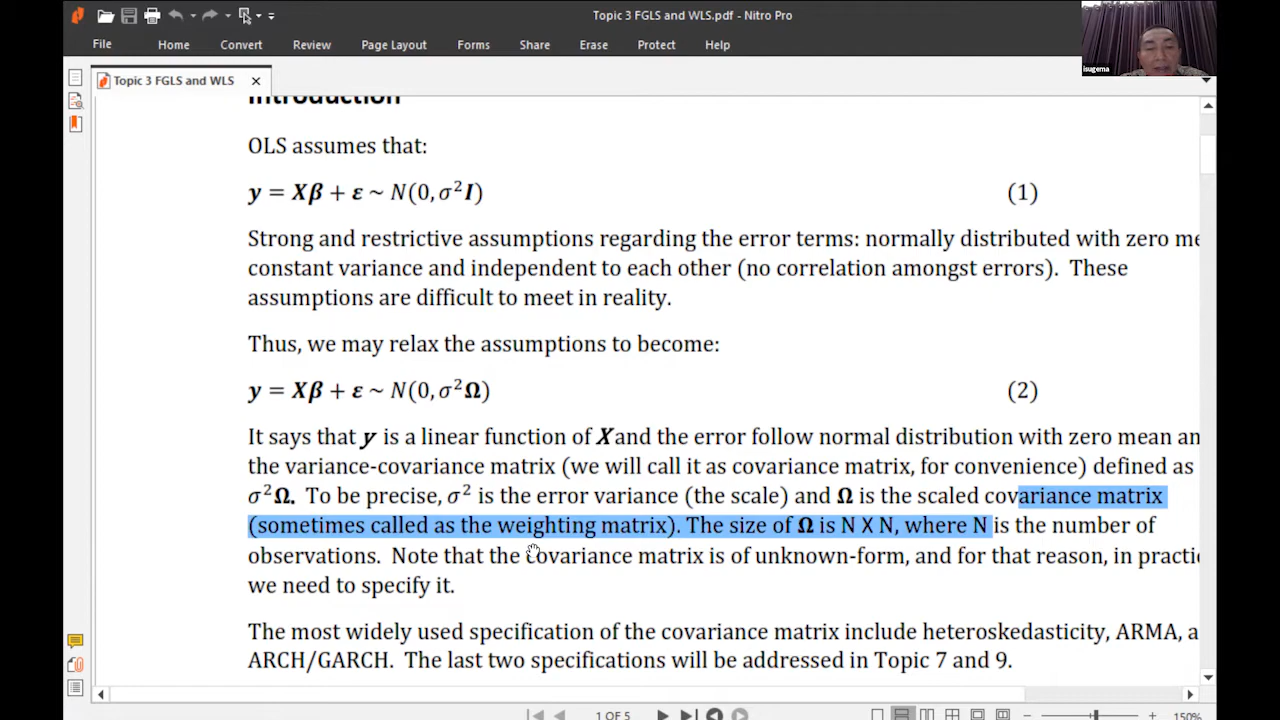 Topic 3 FGLS and WLS.pdf - Nitro Pro
isugema
File Home Convert Review Page Layout Forms Share Erase Protect Help
Topic 3 FGLS and WLS
Introduction
OLS assumes that:
y = Xβ + ε ~ N(0, σ²I) (1)
Strong and restrictive assumptions regarding the error terms: normally distributed with zero me
constant variance and independent to each other (no correlation amongst errors). These
assumptions are difficult to meet in reality.
Thus, we may relax the assumptions to become:
y = Xβ + ε ~ N(0, σ²Ω) (2)
It says that y is a linear function of X and the error follow normal distribution with zero mean an
the variance-covariance matrix (we will call it as covariance matrix, for convenience) defined as
σ²Ω. To be precise, σ² is the error variance (the scale) and Ω is the scaled covariance matrix
(sometimes called as the weighting matrix). The size of Ω is N X N, where N is the number of
observations. Note that the covariance matrix is of unknown-form, and for that reason, in practi
we need to specify it.
The most widely used specification of the covariance matrix include heteroskedasticity, ARMA, a
ARCH/GARCH. The last two specifications will be addressed in Topic 7 and 9.
1 OF 5 150%